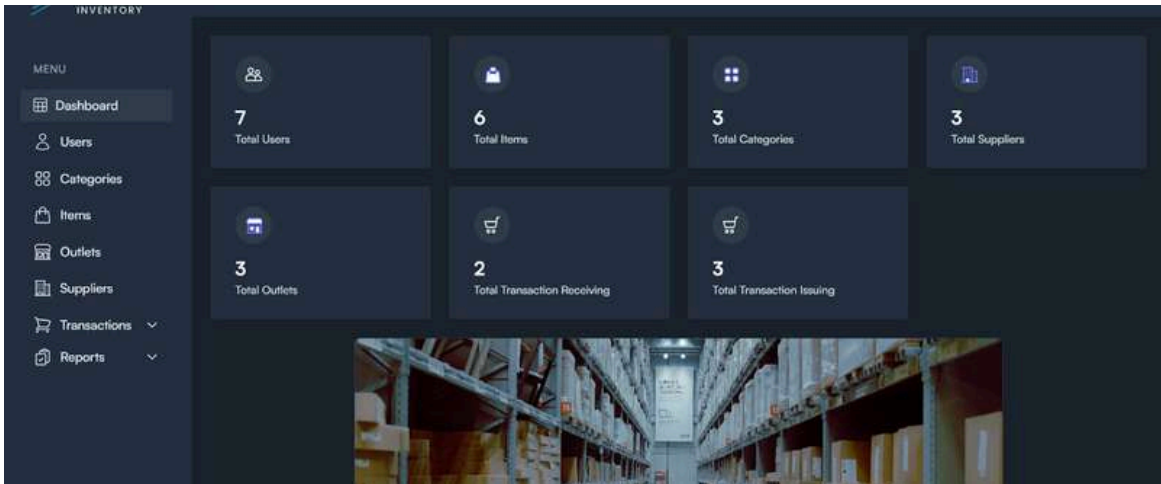 INVENTORY
MENU
Dashboard
Users
Categories
Items
Outlets
Suppliers
Transactions
Reports
7
Total Users
6
Total Items
3
Total Categories
3
Total Suppliers
3
Total Outlets
2
Total Transaction Receiving
3
Total Transaction Issuing